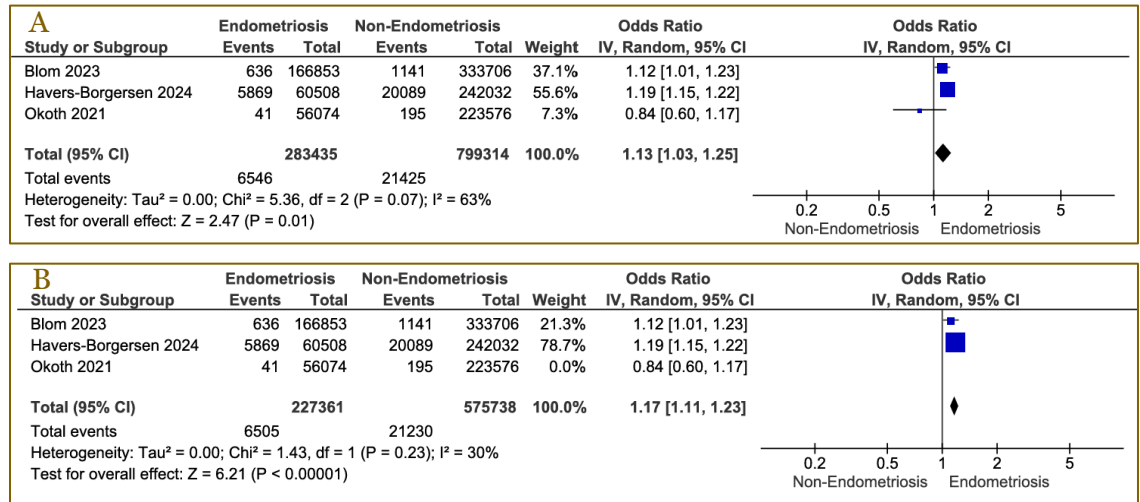 A
Endometriosis Non-Endometriosis Odds Ratio Odds Ratio
Study or Subgroup Events Total Events Total Weight IV, Random, 95% CI IV, Random, 95% CI
Blom 2023 636 166853 1141 333706 37.1% 1.12 [1.01, 1.23]
Havers-Borgersen 2024 5869 60508 20089 242032 55.6% 1.19 [1.15, 1.22]
Okoth 2021 41 56074 195 223576 7.3% 0.84 [0.60, 1.17]
Total (95% CI) 283435 799314 100.0% 1.13 [1.03, 1.25]
Total events 6546 21425
Heterogeneity: Tau² = 0.00; Chi² = 5.36, df = 2 (P = 0.07); I² = 63%
Test for overall effect: Z = 2.47 (P = 0.01)
0.2 0.5 1 2 5
Non-Endometriosis Endometriosis
B
Endometriosis Non-Endometriosis Odds Ratio Odds Ratio
Study or Subgroup Events Total Events Total Weight IV, Random, 95% CI IV, Random, 95% CI
Blom 2023 636 166853 1141 333706 21.3% 1.12 [1.01, 1.23]
Havers-Borgersen 2024 5869 60508 20089 242032 78.7% 1.19 [1.15, 1.22]
Okoth 2021 41 56074 195 223576 0.0% 0.84 [0.60, 1.17]
Total (95% CI) 227361 575738 100.0% 1.17 [1.11, 1.23]
Total events 6505 21230
Heterogeneity: Tau² = 0.00; Chi² = 1.43, df = 1 (P = 0.23); I² = 30%
Test for overall effect: Z = 6.21 (P < 0.00001)
0.2 0.5 1 2 5
Non-Endometriosis Endometriosis